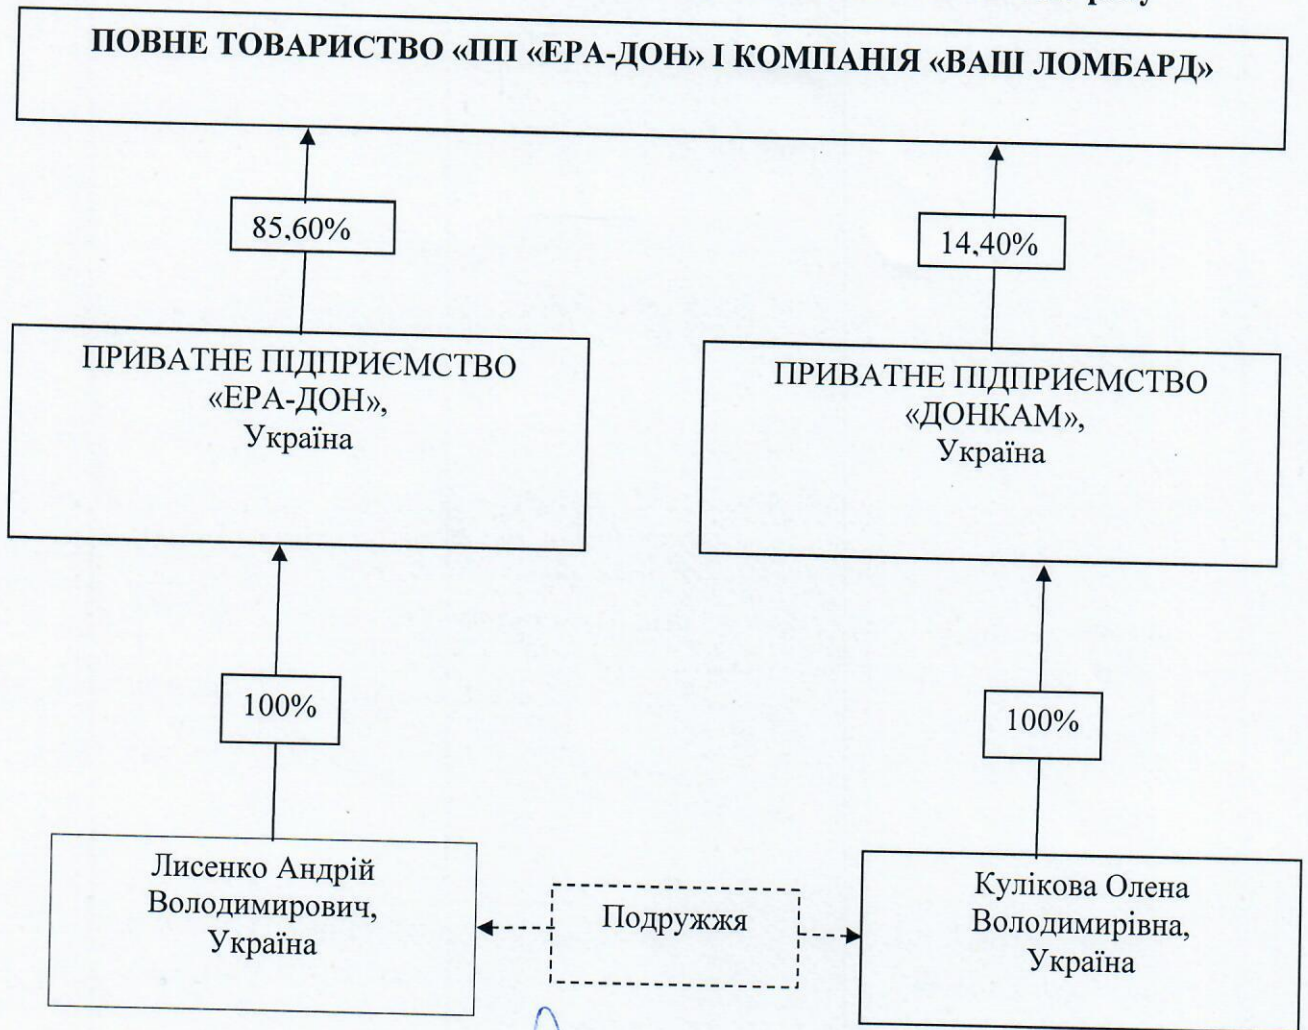 ПОВНЕ ТОВАРИСТВО «ПП «ЕРА-ДОН» І КОМПАНІЯ «ВАШ ЛОМБАРД»
85,60%
14,40%
ПРИВАТНЕ ПІДПРИЄМСТВО
«ЕРА-ДОН»,
Україна
ПРИВАТНЕ ПІДПРИЄМСТВО
«ДОНКАМ»,
Україна
100%
100%
Лисенко Андрій
Володимирович,
Україна
Подружжя
Кулікова Олена
Володимирівна,
Україна